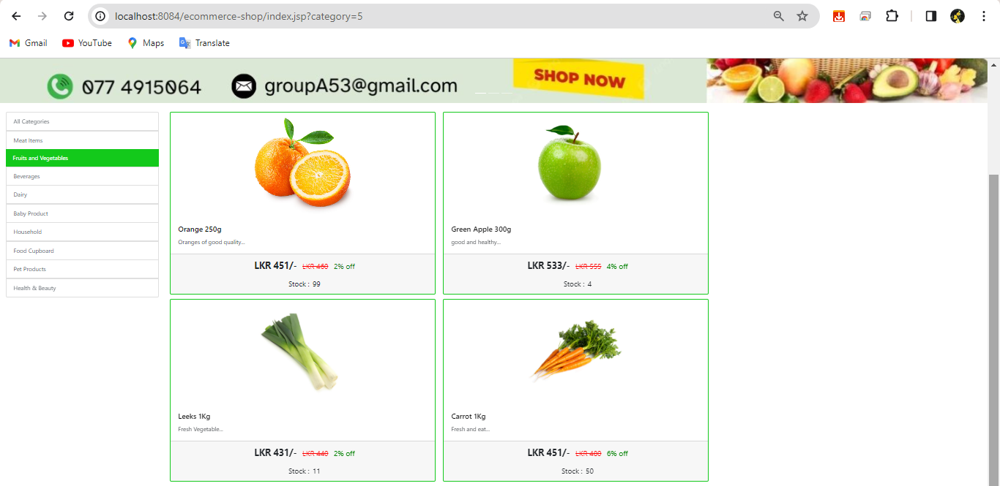 localhost:8084/ecommerce-shop/index.jsp?category=5
Gmail YouTube Maps Translate
077 4915064 groupA53@gmail.com SHOP NOW
All Categories
Meat Items
Fruits and Vegetables
Beverages
Dairy
Baby Product
Household
Food Cupboard
Pet Products
Health & Beauty
Orange 250g
Oranges of good quality...
LKR 451/- LKR 460 2% off
Stock : 99
Green Apple 300g
good and healthy...
LKR 533/- LKR 555 4% off
Stock : 4
Leeks 1Kg
Fresh Vegetable...
LKR 431/- LKR 440 2% off
Stock : 11
Carrot 1Kg
Fresh and eat...
LKR 451/- LKR 480 6% off
Stock : 50